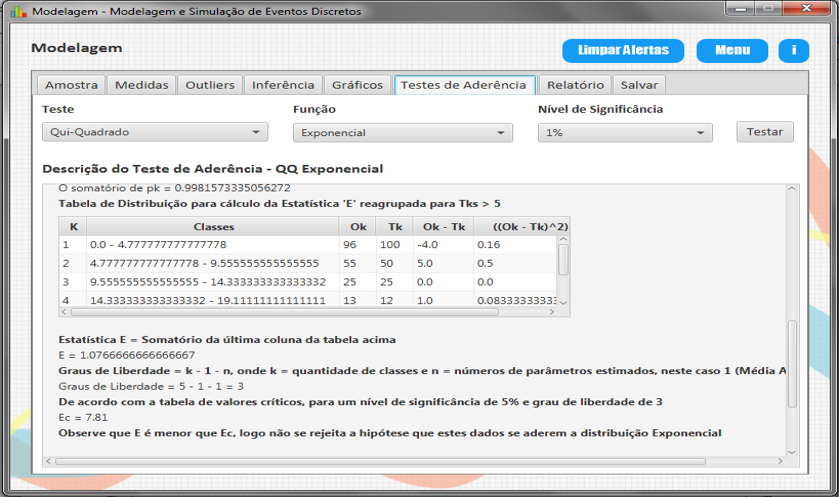 Modelagem - Modelagem e Simulação de Eventos Discretos
Modelagem
Limpar Alertas Menu i
Amostra Medidas Outliers Inferência Gráficos Testes de Aderência Relatório Salvar
Teste Função Nível de Significância
Qui-Quadrado Exponencial 1% Testar
Descrição do Teste de Aderência - QQ Exponencial
O somatório de pk = 0.9981573335056272
Tabela de Distribuição para cálculo da Estatística 'E' reagrupada para Tks > 5
K Classes Ok Tk Ok - Tk ((Ok - Tk)^2)
1 0.0 - 4.777777777777778 96 100 -4.0 0.16
2 4.777777777777778 - 9.555555555555555 55 50 5.0 0.5
3 9.555555555555555 - 14.333333333333332 25 25 0.0 0.0
4 14.333333333333332 - 19.11111111111111 13 12 1.0 0.08333333333
Estatística E = Somatório da última coluna da tabela acima
E = 1.0766666666666667
Graus de Liberdade = k - 1 - n, onde k = quantidade de classes e n = números de parâmetros estimados, neste caso 1 (Média A
Graus de Liberdade = 5 - 1 - 1 = 3
De acordo com a tabela de valores críticos, para um nível de significância de 5% e grau de liberdade de 3
Ec = 7.81
Observe que E é menor que Ec, logo não se rejeita a hipótese que estes dados se aderem a distribuição Exponencial